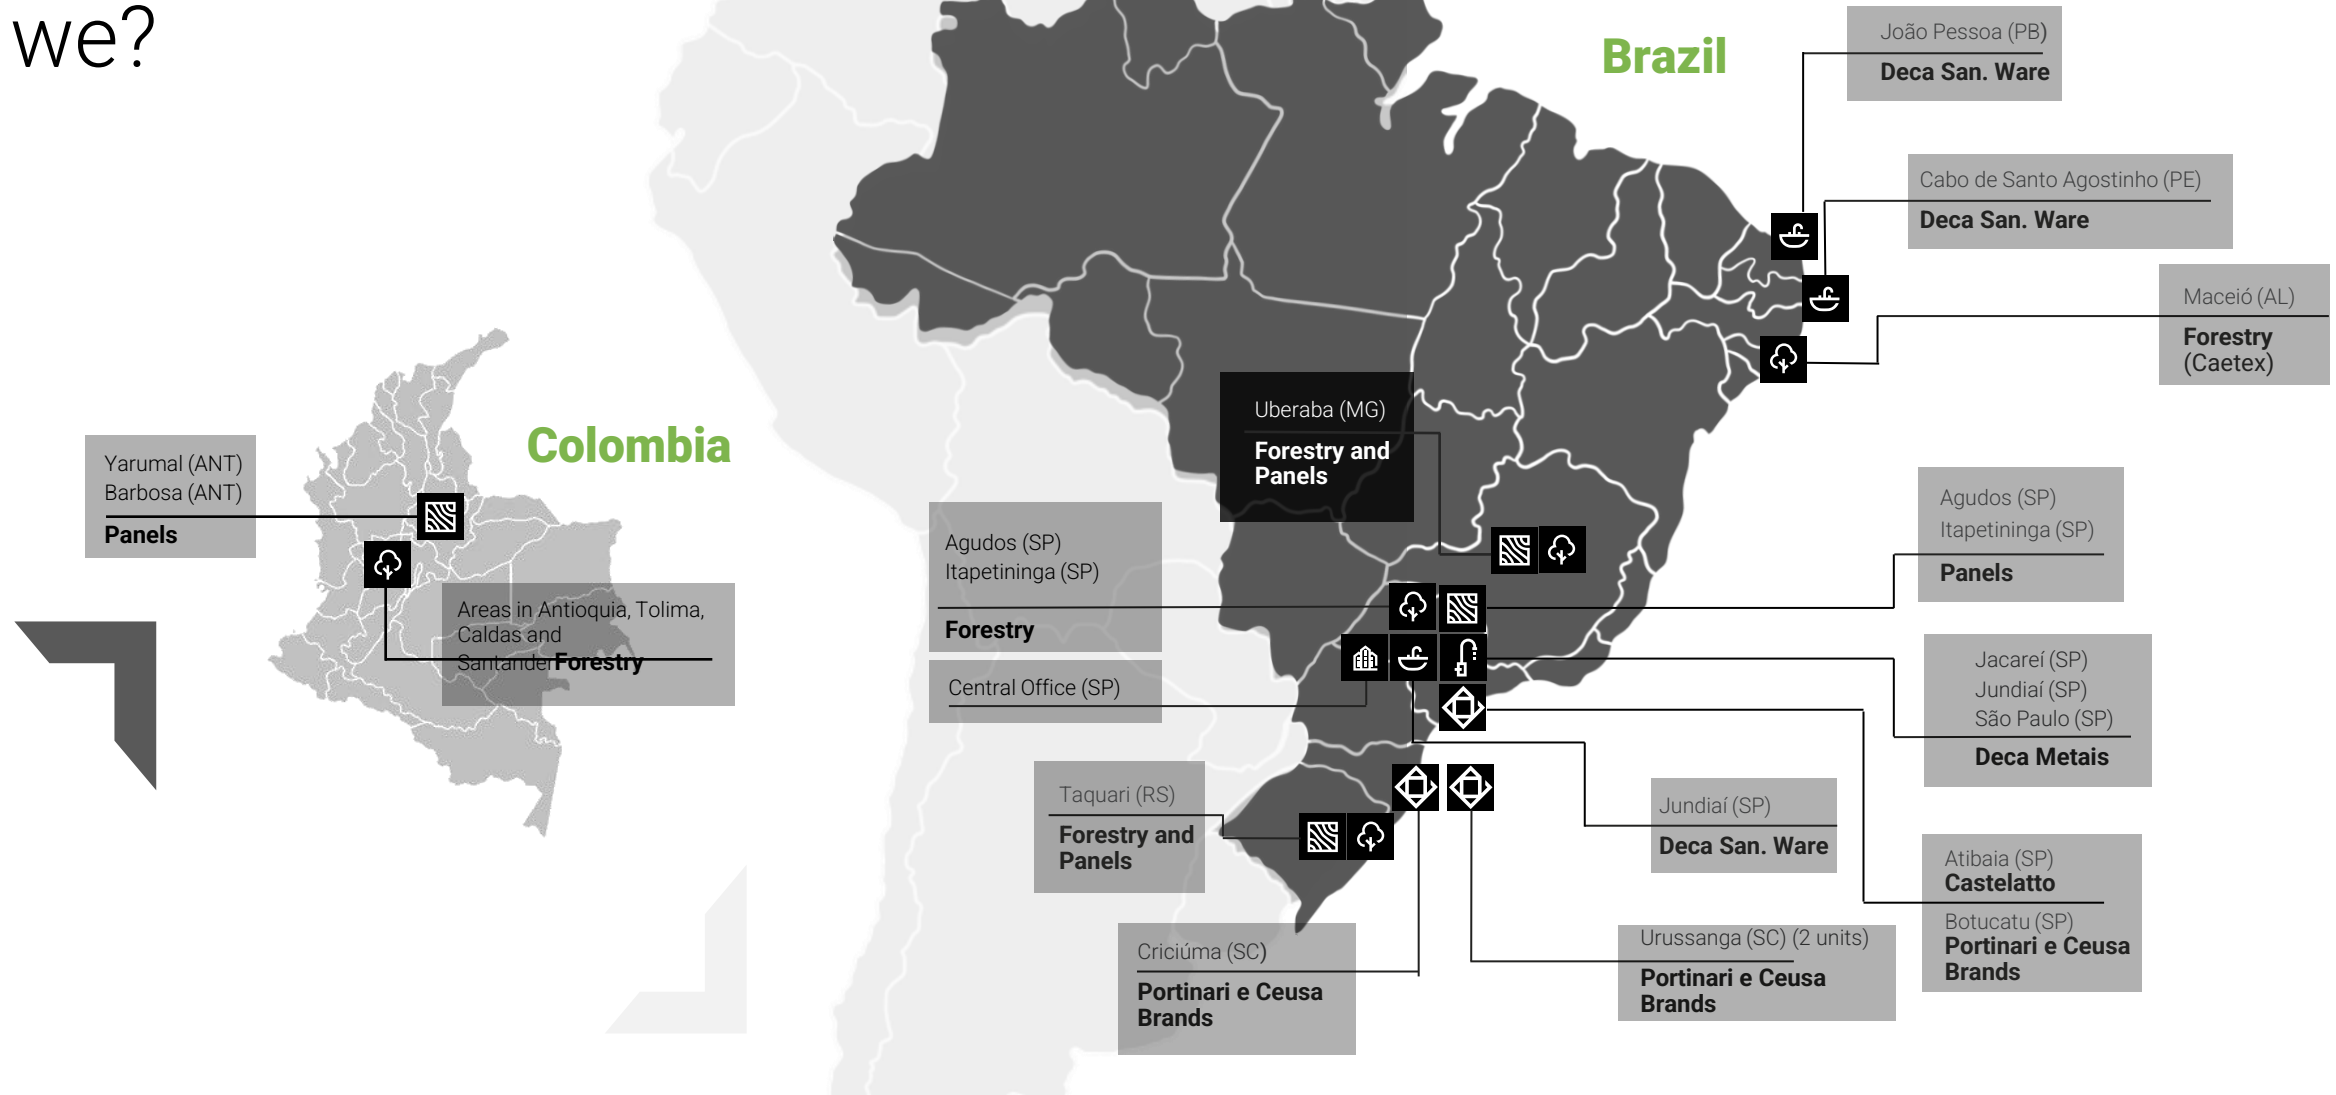 we?
Brazil
João Pessoa (PB)
Deca San. Ware
Cabo de Santo Agostinho (PE)
Deca San. Ware
Maceió (AL)
Forestry
(Caetex)
Uberaba (MG)
Forestry and
Panels
Colombia
Yarumal (ANT)
Barbosa (ANT)
Panels
Areas in Antioquia, Tolima,
Caldas and
SantanderForestry
Agudos (SP)
Itapetininga (SP)
Forestry
Central Office (SP)
Agudos (SP)
Itapetininga (SP)
Panels
Jacareí (SP)
Jundiaí (SP)
São Paulo (SP)
Deca Metais
Taquari (RS)
Forestry and
Panels
Jundiaí (SP)
Deca San. Ware
Atibaia (SP)
Castelatto
Botucatu (SP)
Portinari e Ceusa
Brands
Criciúma (SC)
Portinari e Ceusa
Brands
Urussanga (SC) (2 units)
Portinari e Ceusa
Brands